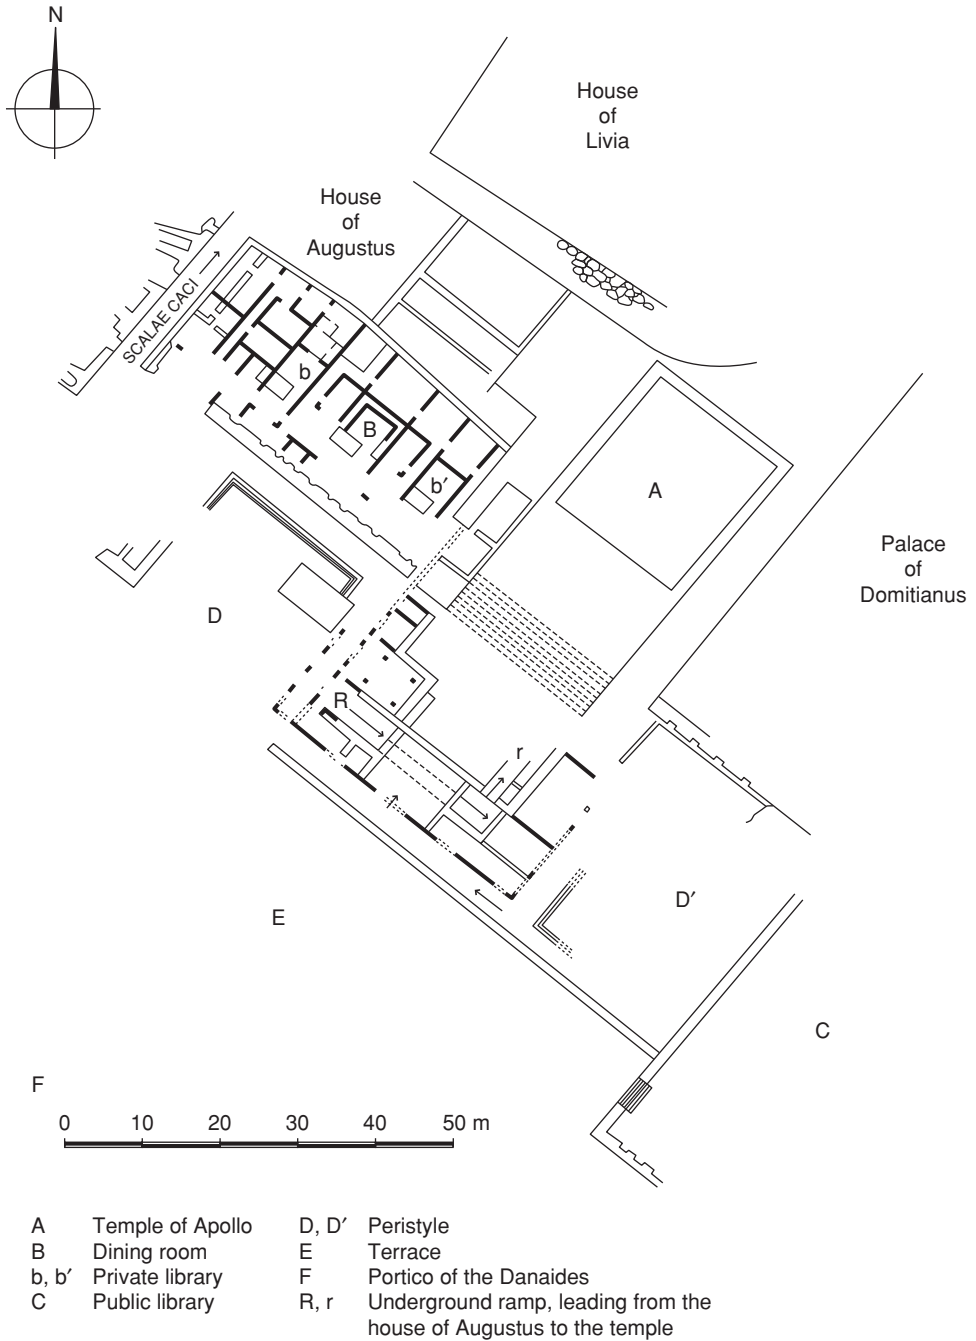 N
House
of
Livia
House
of
Augustus
SCALAE CACI
b
B
b′
A
Palace
of
Domitianus
D
R
r
D′
E
C
F
0 10 20 30 40 50 m
A Temple of Apollo
B Dining room
b, b′ Private library
C Public library
D, D′ Peristyle
E Terrace
F Portico of the Danaides
R, r Underground ramp, leading from the
house of Augustus to the temple